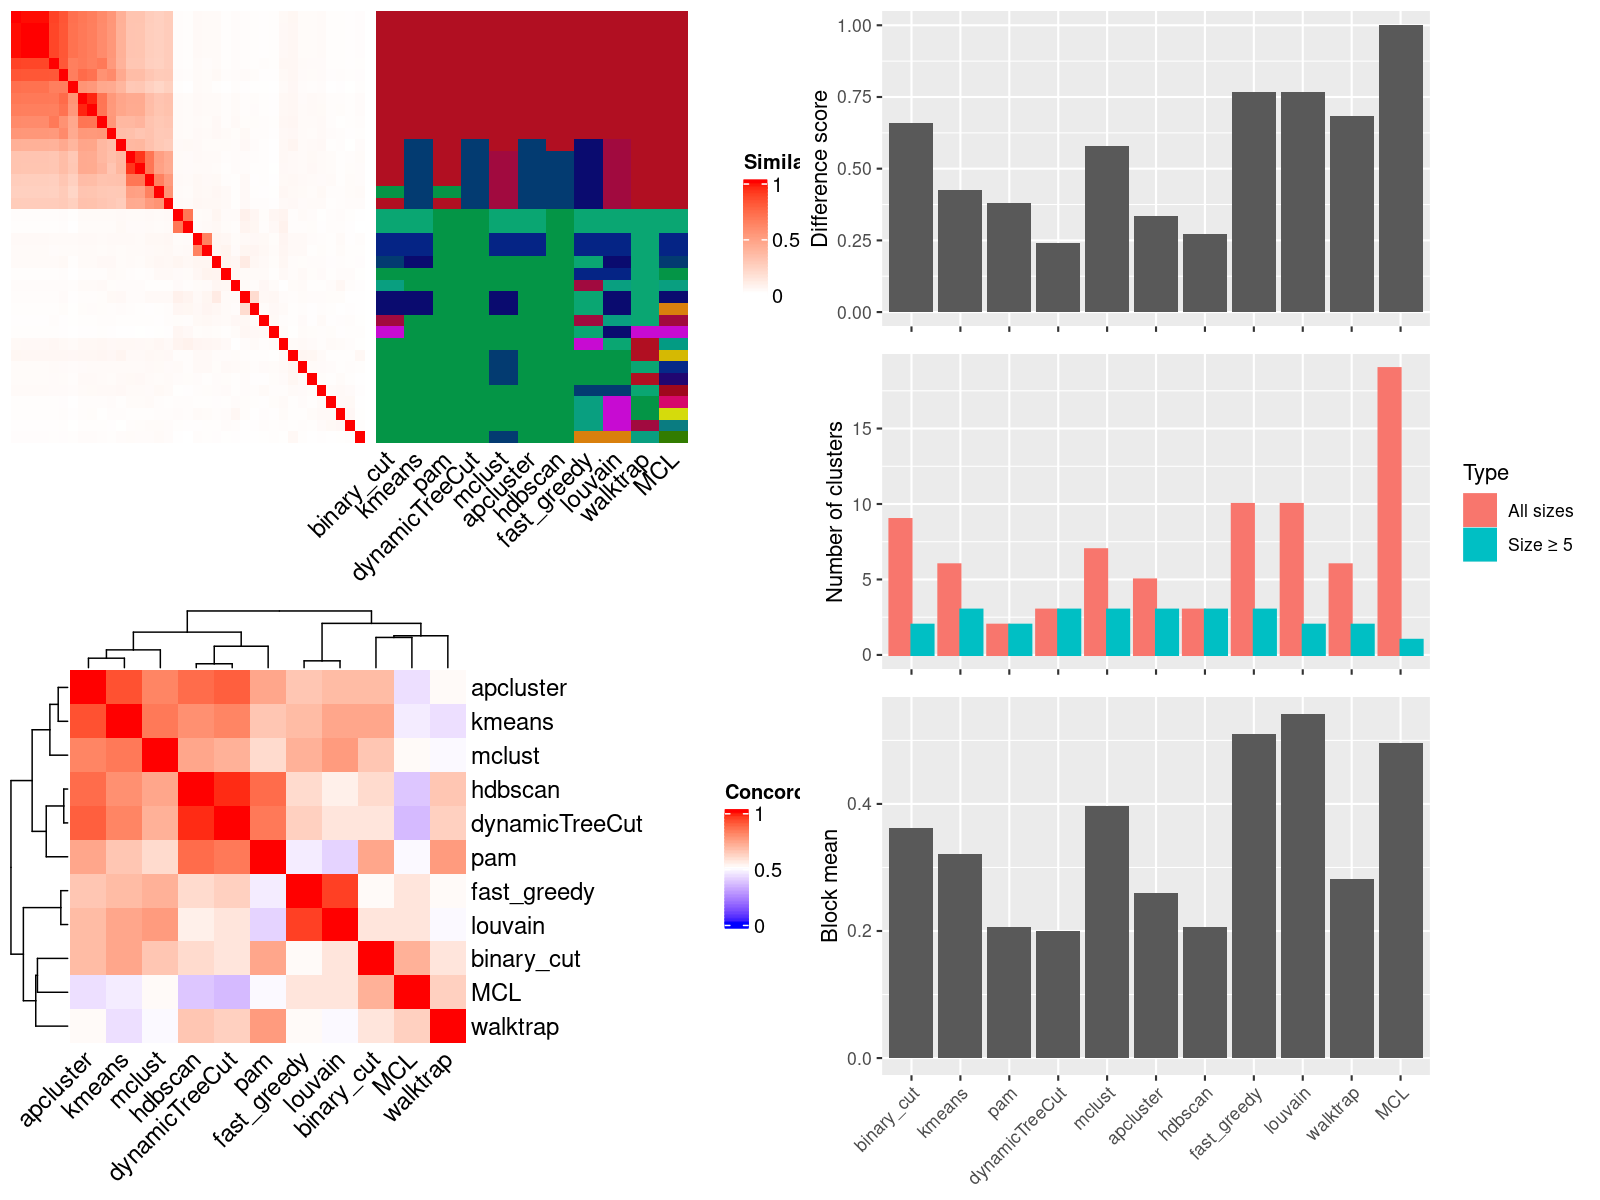 Simila
1
0.5
0
binary_cut
kmeans
pam
dynamicTreeCut
mclust
apcluster
hdbscan
fast_greedy
louvain
walktrap
MCL
apcluster
kmeans
mclust
hdbscan
dynamicTreeCut
pam
fast_greedy
louvain
binary_cut
MCL
walktrap
apcluster
kmeans
mclust
hdbscan
dynamicTreeCut
pam
fast_greedy
louvain
binary_cut
MCL
walktrap
Concord
1
0.5
0
Difference score
1.00
0.75
0.50
0.25
0.00
Number of clusters
15
10
5
0
Type
All sizes
Size ≥ 5
Block mean
0.4
0.2
0.0
binary_cut
kmeans
pam
dynamicTreeCut
mclust
apcluster
hdbscan
fast_greedy
louvain
walktrap
MCL